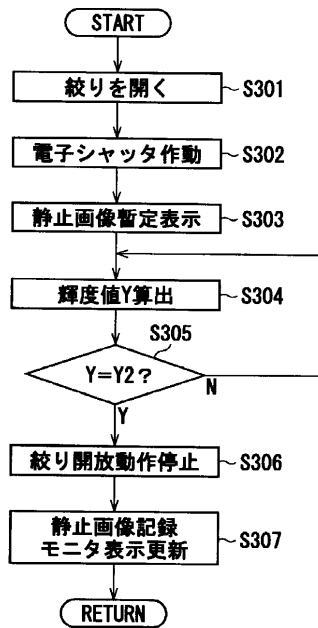 START
絞りを開く
S301
電子シャッタ作動
S302
静止画像暫定表示
S303
輝度値Y算出
S304
S305
Y=Y2?
N
Y
絞り開放動作停止
S306
静止画像記録
モニタ表示更新
S307
RETURN